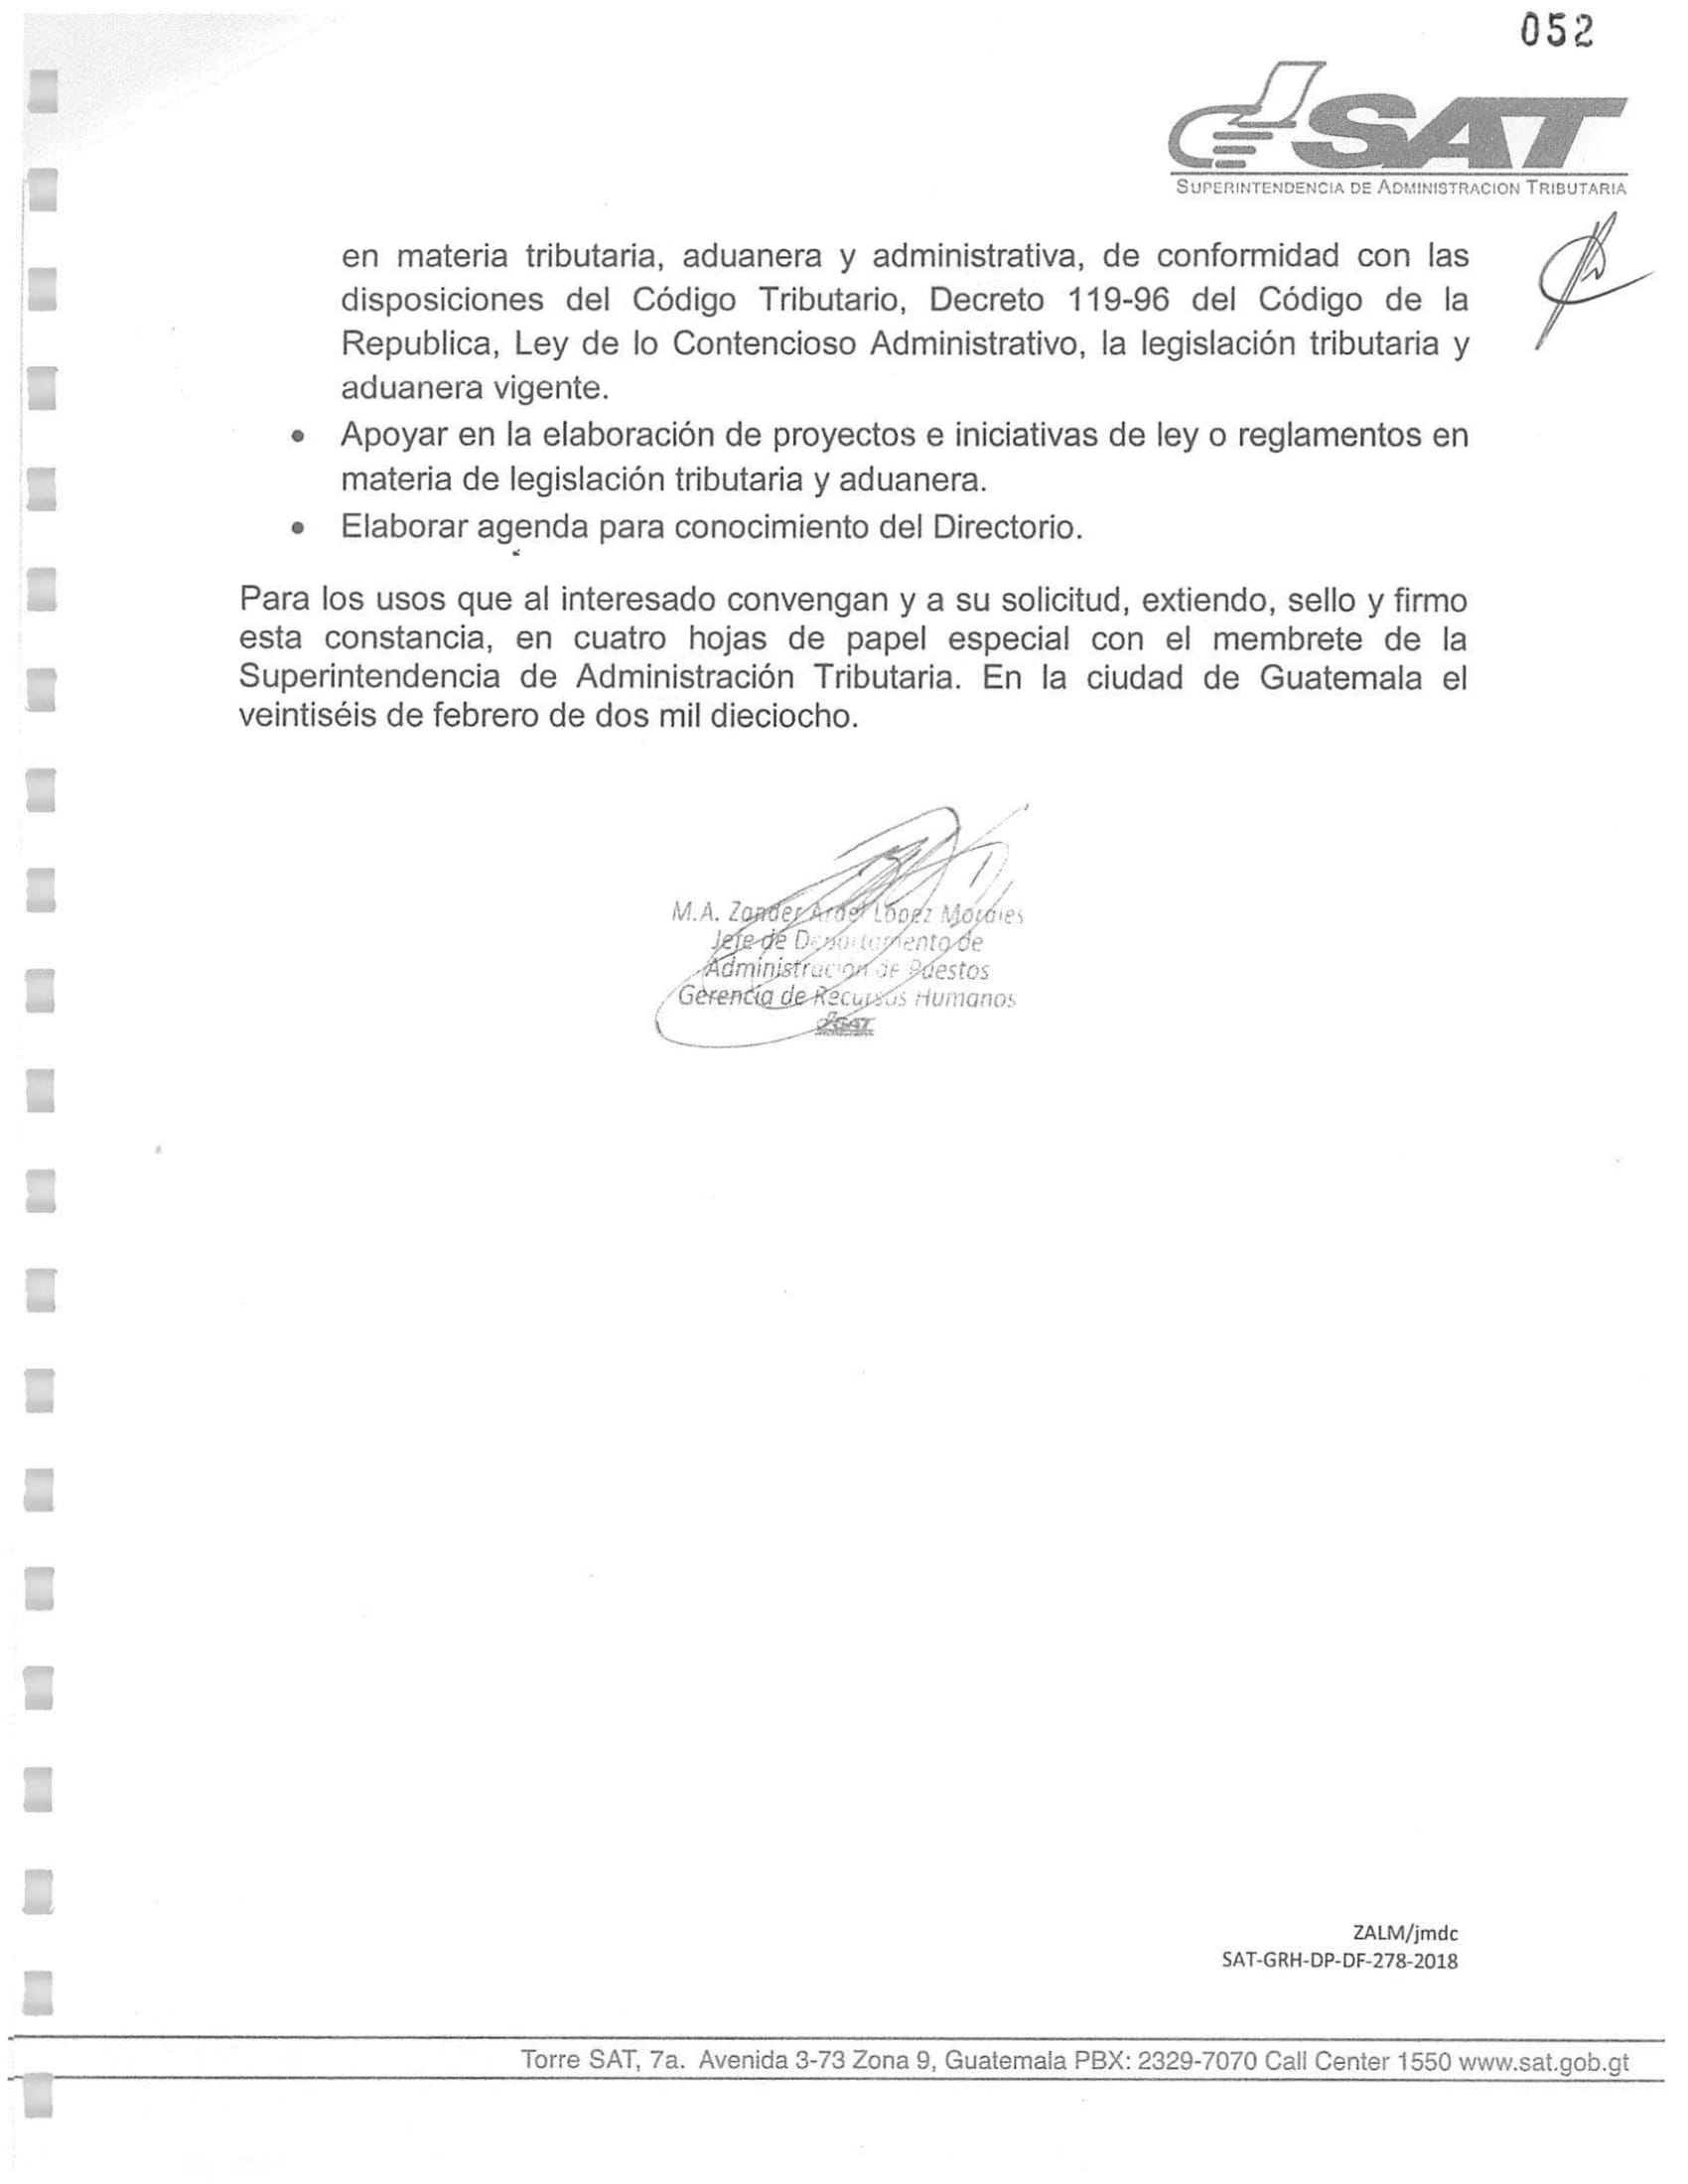 052
SAT
SUPERINTENDENCIA DE ADMINISTRACION TRIBUTARIA
en materia tributaria, aduanera y administrativa, de conformidad con las
disposiciones del Código Tributario, Decreto 119-96 del Código de la
Republica, Ley de lo Contencioso Administrativo, la legislación tributaria y
aduanera vigente.
• Apoyar en la elaboración de proyectos e iniciativas de ley o reglamentos en
materia de legislación tributaria y aduanera.
• Elaborar agenda para conocimiento del Directorio.
Para los usos que al interesado convengan y a su solicitud, extiendo, sello y firmo
esta constancia, en cuatro hojas de papel especial con el membrete de la
Superintendencia de Administración Tributaria. En la ciudad de Guatemala el
veintiséis de febrero de dos mil dieciocho.
M.A. Zander López Morales
Jefe de Departamento de
Administración de Puestos
Gerencia de Recursos Humanos
SAT
ZALM/jmdc
SAT-GRH-DP-DF-278-2018
Torre SAT, 7a. Avenida 3-73 Zona 9, Guatemala PBX: 2329-7070 Call Center 1550 www.sat.gob.gt